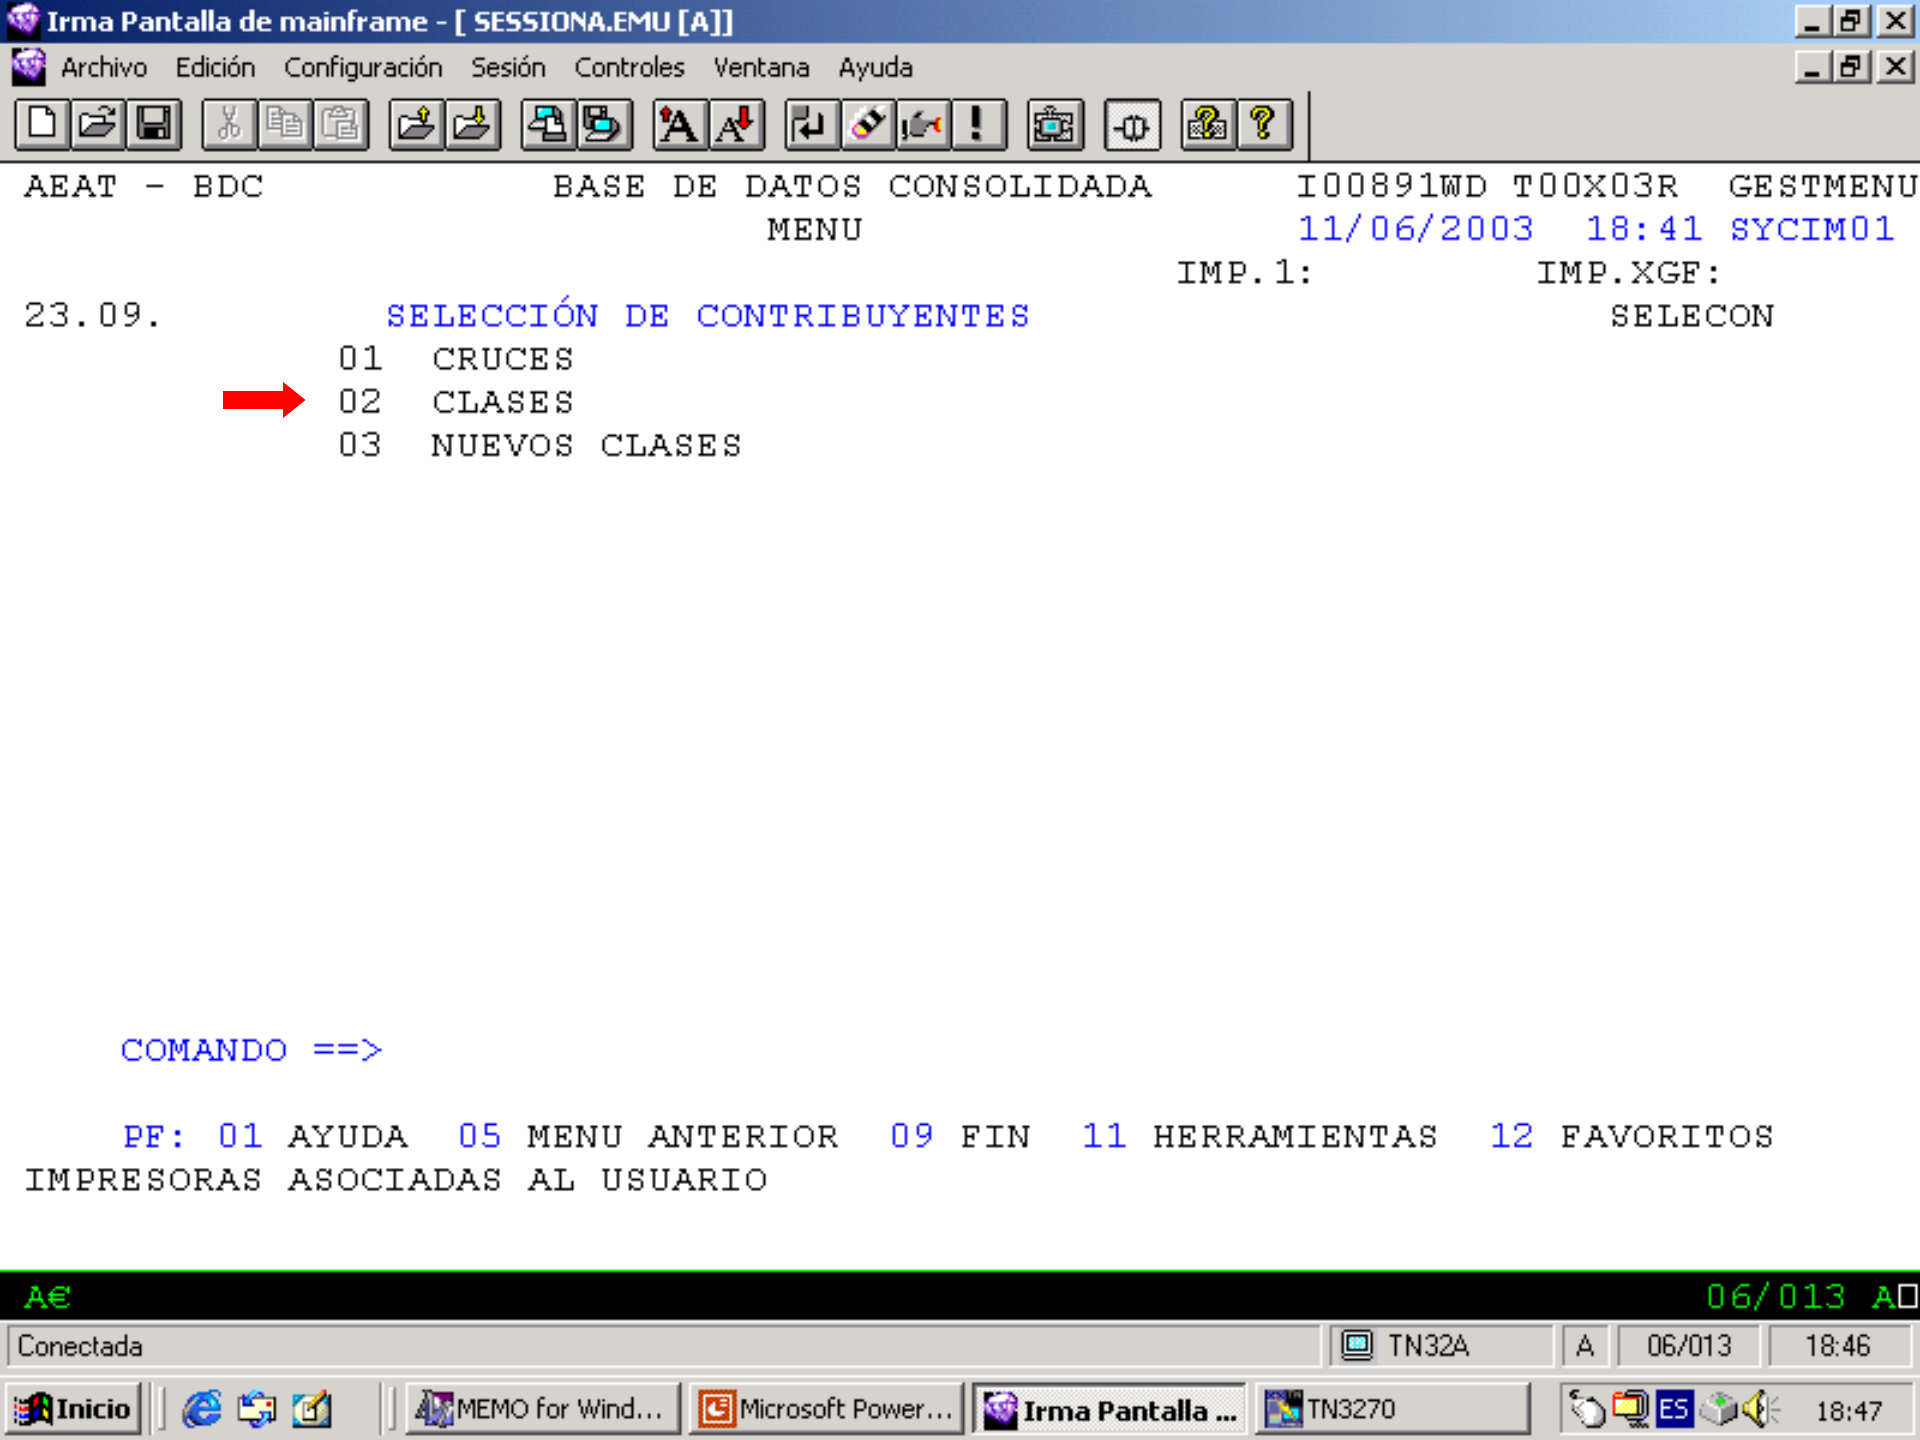 Irma Pantalla de mainframe - [ SESSIONA.EMU [A]]
Archivo Edición Configuración Sesión Controles Ventana Ayuda
AEAT - BDC BASE DE DATOS CONSOLIDADA I00891WD T00X03R GESTMENU
MENU 11/06/2003 18:41 SYCIM01
IMP.1: IMP.XGF:
23.09. SELECCIÓN DE CONTRIBUYENTES SELECON
01 CRUCES
02 CLASES
03 NUEVOS CLASES
COMANDO ==>
PF: 01 AYUDA 05 MENU ANTERIOR 09 FIN 11 HERRAMIENTAS 12 FAVORITOS
IMPRESORAS ASOCIADAS AL USUARIO
A€ 06/013 A
Conectada TN32A A 06/013 18:46
Inicio MEMO for Wind... Microsoft Power... Irma Pantalla ... TN3270 ES 18:47